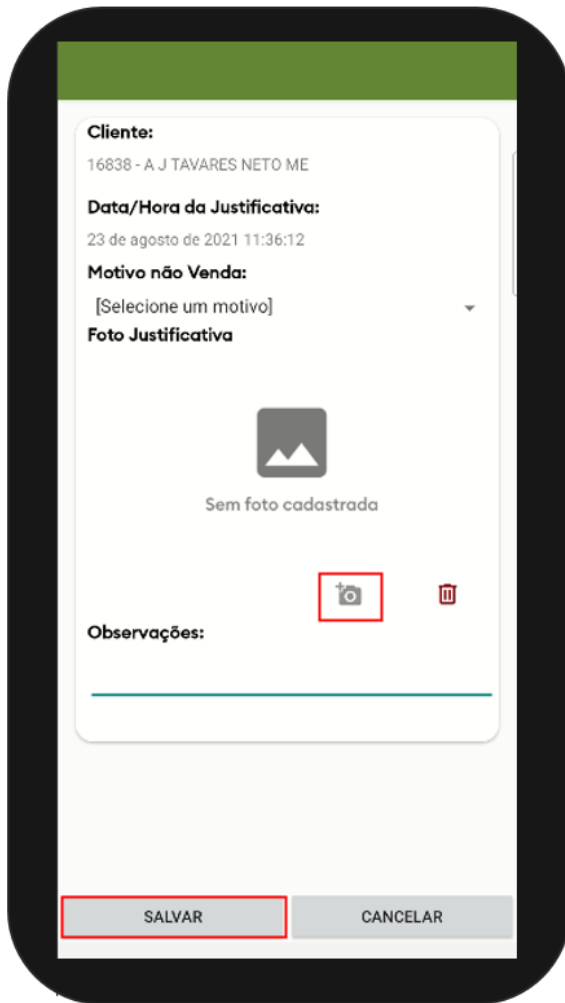 Cliente:
16838 - A J TAVARES NETO ME
Data/Hora da Justificativa:
23 de agosto de 2021 11:36:12
Motivo não Venda:
[Selecione um motivo]
Foto Justificativa
Sem foto cadastrada
Observações:
SALVAR CANCELAR